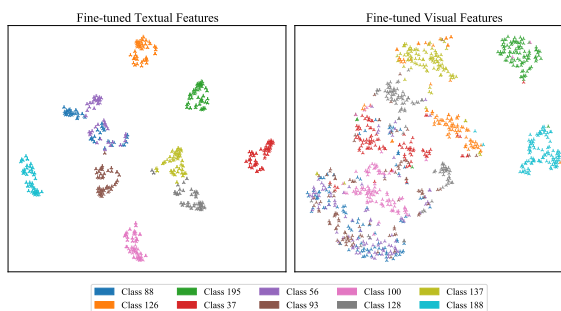 Fine-tuned Textual Features
Fine-tuned Visual Features
Class 88 Class 195 Class 56 Class 100 Class 137
Class 126 Class 37 Class 93 Class 128 Class 188